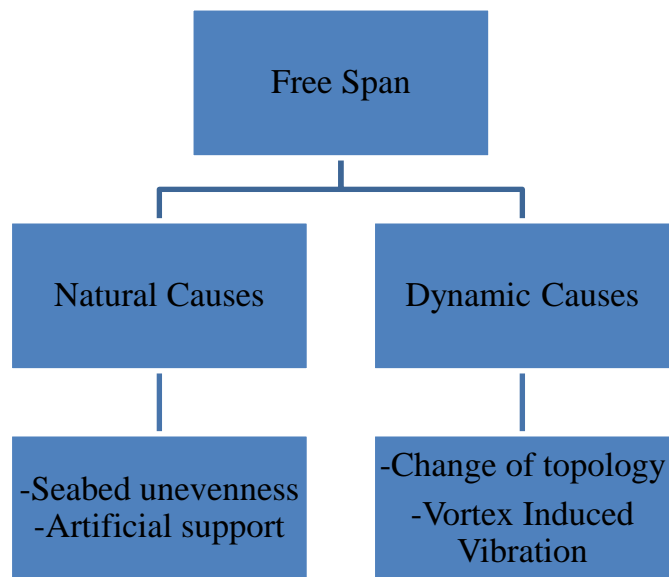 Free Span
Natural Causes
Dynamic Causes
-Seabed unevenness
-Artificial support
-Change of topology
-Vortex Induced
Vibration